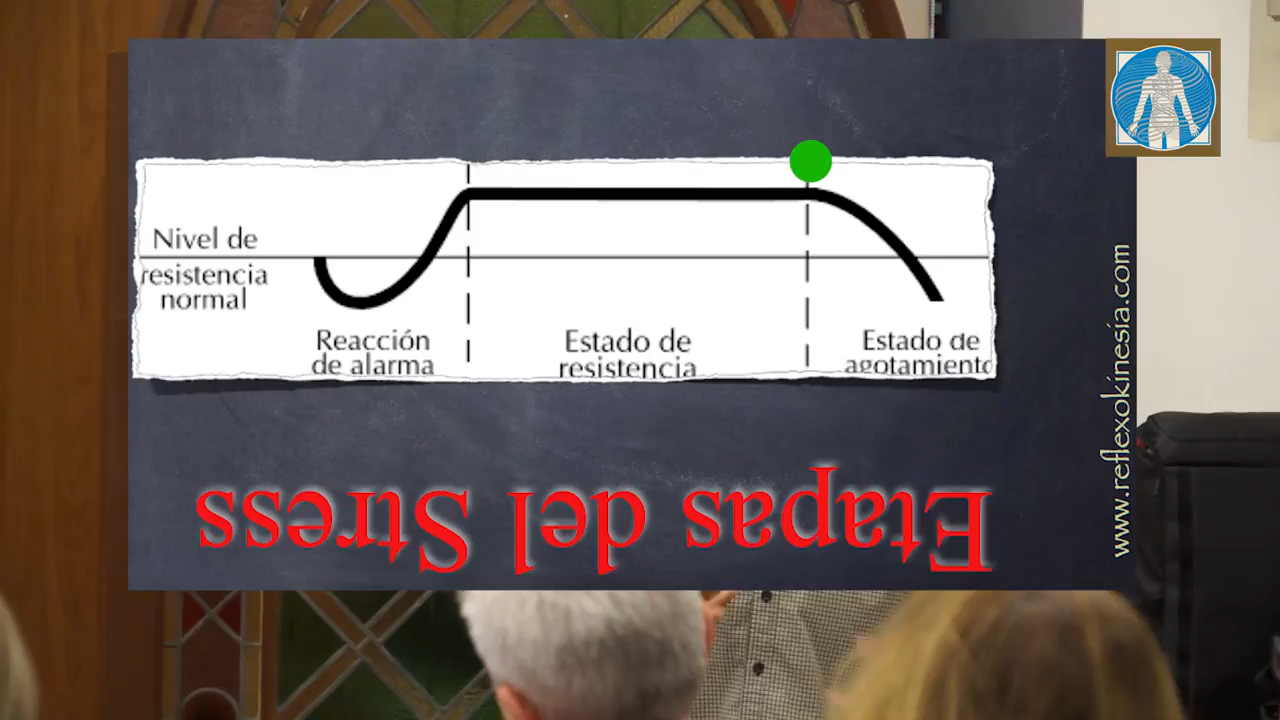 Nivel de
resistencia
normal
Reacción
de alarma
Estado de
resistencia
Estado de
agotamiento
Etapas del Stress
www.reflexokinesia.com